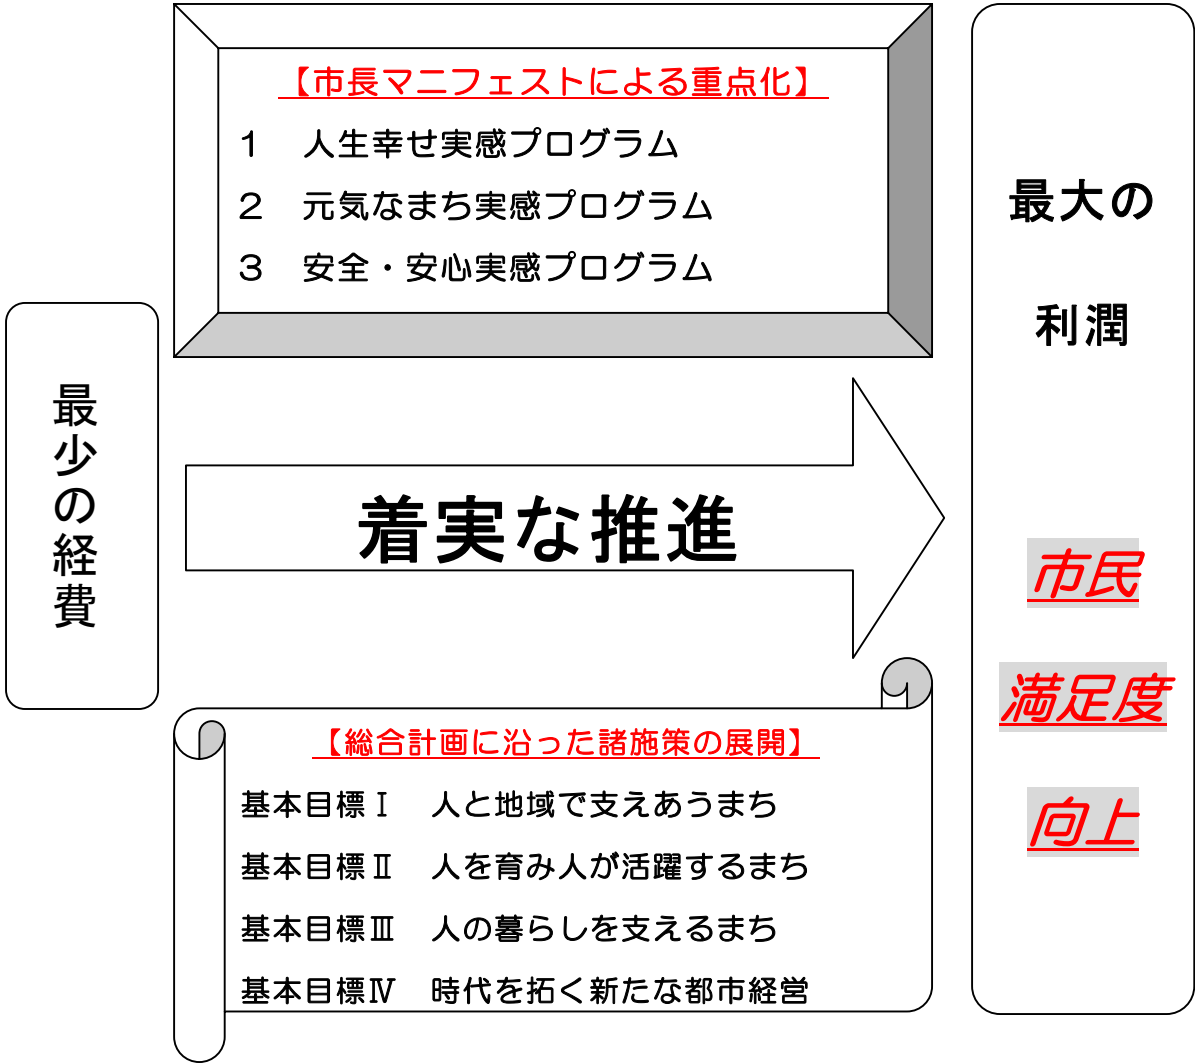 【市長マニフェストによる重点化】
１　人生幸せ実感プログラム
２　元気なまち実感プログラム
３　安全・安心実感プログラム
最少の経費
着実な推進
【総合計画に沿った諸施策の展開】
基本目標Ⅰ　人と地域で支えあうまち
基本目標Ⅱ　人を育み人が活躍するまち
基本目標Ⅲ　人の暮らしを支えるまち
基本目標Ⅳ　時代を拓く新たな都市経営
最大の
利潤
市民
満足度
向上